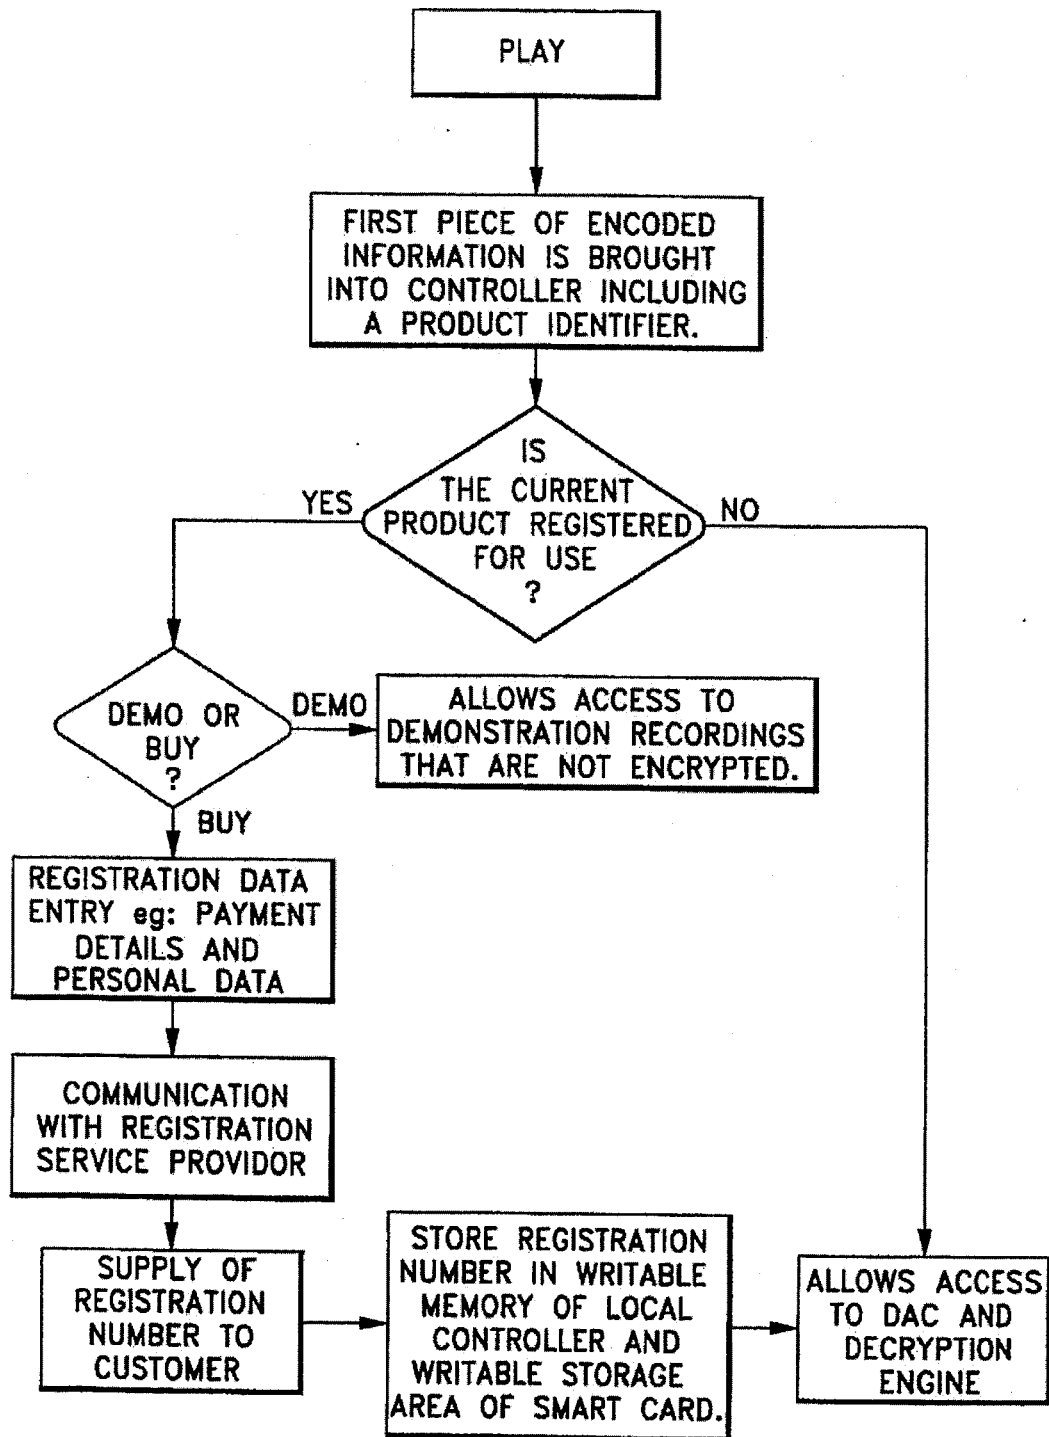 PLAY
FIRST PIECE OF ENCODED
INFORMATION IS BROUGHT
INTO CONTROLLER INCLUDING
A PRODUCT IDENTIFIER.
IS
THE CURRENT
PRODUCT REGISTERED
FOR USE
?
YES
NO
DEMO OR
BUY
?
DEMO
ALLOWS ACCESS TO
DEMONSTRATION RECORDINGS
THAT ARE NOT ENCRYPTED.
BUY
REGISTRATION DATA
ENTRY eg: PAYMENT
DETAILS AND
PERSONAL DATA
COMMUNICATION
WITH REGISTRATION
SERVICE PROVIDOR
SUPPLY OF
REGISTRATION
NUMBER TO
CUSTOMER
STORE REGISTRATION
NUMBER IN WRITABLE
MEMORY OF LOCAL
CONTROLLER AND
WRITABLE STORAGE
AREA OF SMART CARD.
ALLOWS ACCESS
TO DAC AND
DECRYPTION
ENGINE